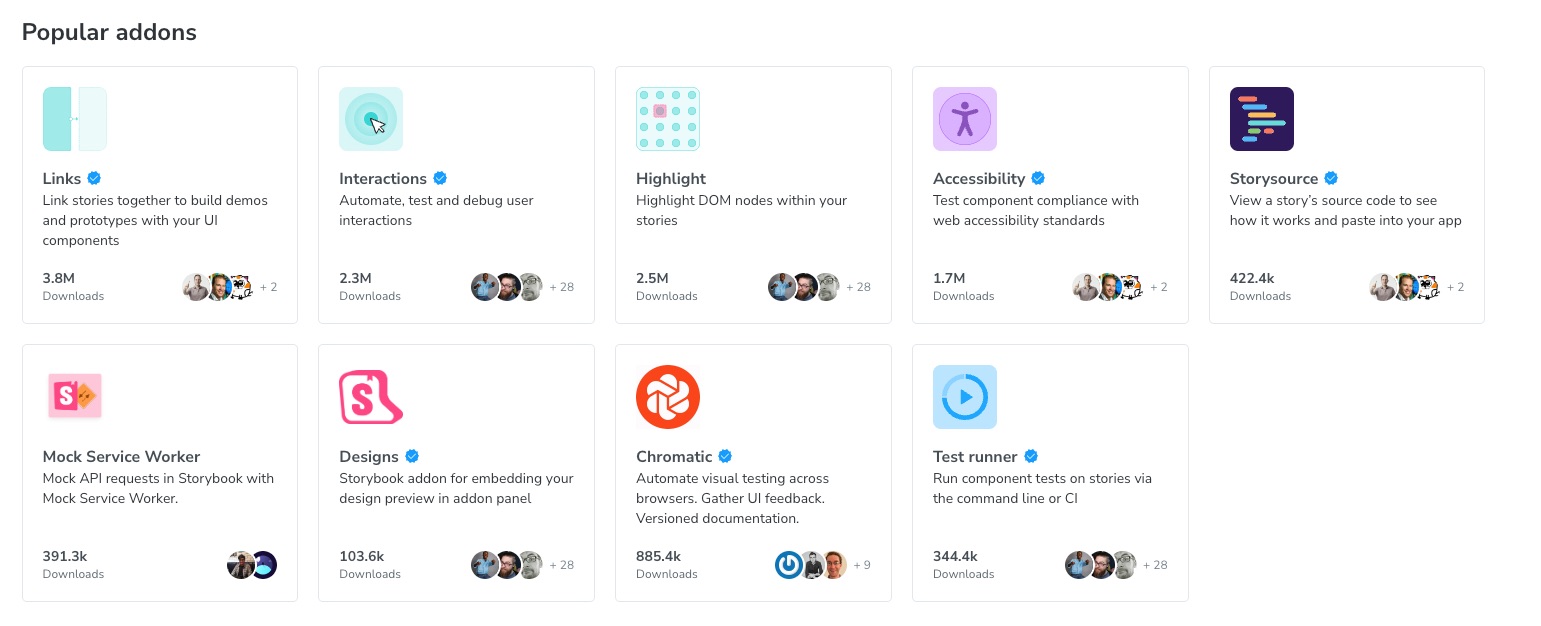 Popular addons
Links
Link stories together to build demos
and prototypes with your UI
components
3.8M
Downloads
+ 2
Interactions
Automate, test and debug user
interactions
2.3M
Downloads
+ 28
Highlight
Highlight DOM nodes within your
stories
2.5M
Downloads
+ 28
Accessibility
Test component compliance with
web accessibility standards
1.7M
Downloads
+ 2
Storysource
View a story’s source code to see
how it works and paste into your app
422.4k
Downloads
+ 2
S
Mock Service Worker
Mock API requests in Storybook with
Mock Service Worker.
391.3k
Downloads
S
Designs
Storybook addon for embedding your
design preview in addon panel
103.6k
Downloads
+ 28
Chromatic
Automate visual testing across
browsers. Gather UI feedback.
Versioned documentation.
885.4k
Downloads
+ 9
Test runner
Run component tests on stories via
the command line or CI
344.4k
Downloads
+ 28